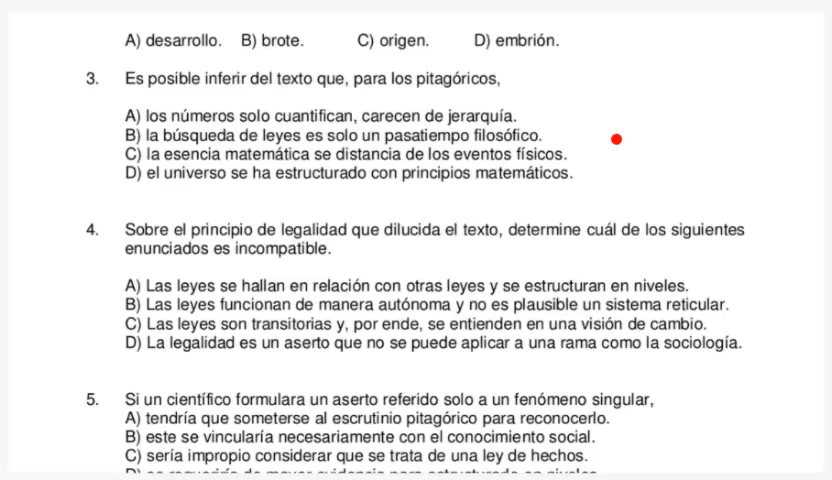 A) desarrollo. B) brote. C) origen. D) embrión.
3. Es posible inferir del texto que, para los pitagóricos,
A) los números solo cuantifican, carecen de jerarquía.
B) la búsqueda de leyes es solo un pasatiempo filosófico.
C) la esencia matemática se distancia de los eventos físicos.
D) el universo se ha estructurado con principios matemáticos.
4. Sobre el principio de legalidad que dilucida el texto, determine cuál de los siguientes
enunciados es incompatible.
A) Las leyes se hallan en relación con otras leyes y se estructuran en niveles.
B) Las leyes funcionan de manera autónoma y no es plausible un sistema reticular.
C) Las leyes son transitorias y, por ende, se entienden en una visión de cambio.
D) La legalidad es un aserto que no se puede aplicar a una rama como la sociología.
5. Si un científico formulara un aserto referido solo a un fenómeno singular,
A) tendría que someterse al escrutinio pitagórico para reconocerlo.
B) este se vincularía necesariamente con el conocimiento social.
C) sería impropio considerar que se trata de una ley de hechos.